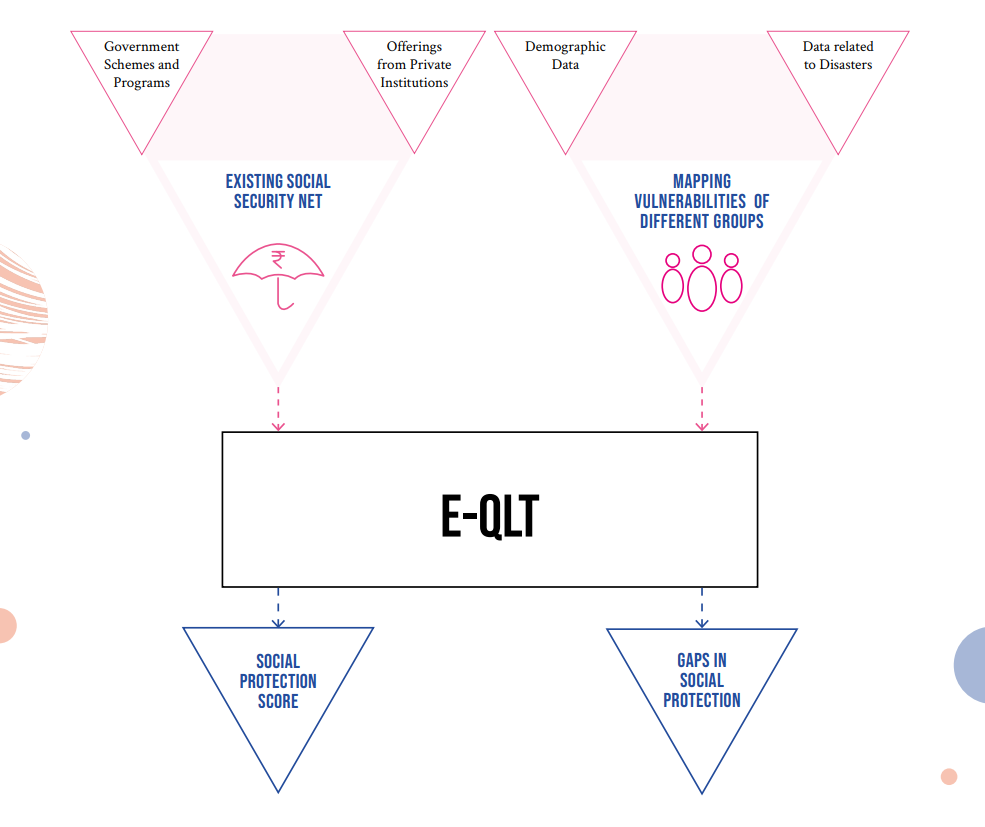 Government
Schemes and
Programs
Offerings
from Private
Institutions
Demographic
Data
Data related
to Disasters
EXISTING SOCIAL
SECURITY NET
₹
MAPPING
VULNERABILITIES OF
DIFFERENT GROUPS
E-QLT
SOCIAL
PROTECTION
SCORE
GAPS IN
SOCIAL
PROTECTION